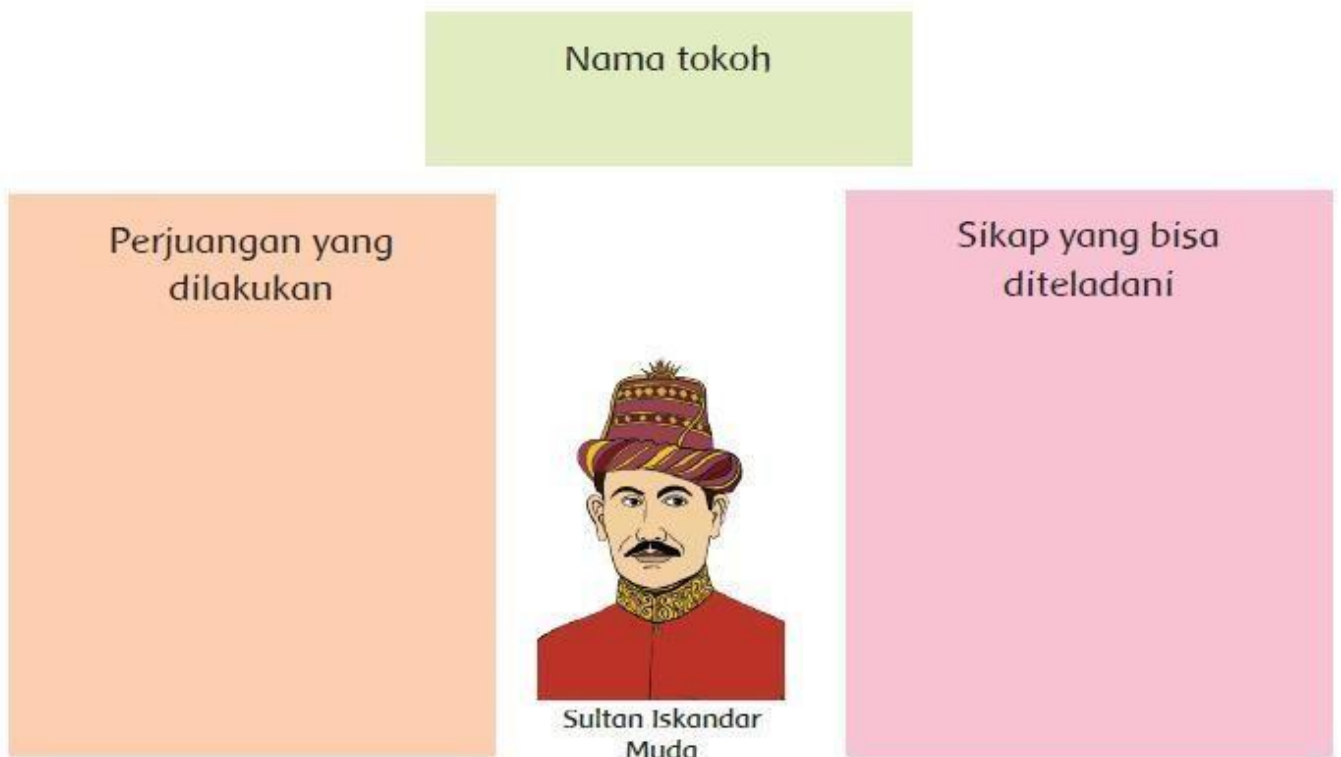 Nama tokoh
Perjuangan yang
dilakukan
Sikap yang bisa
diteladani
Sultan Iskandar
Muda